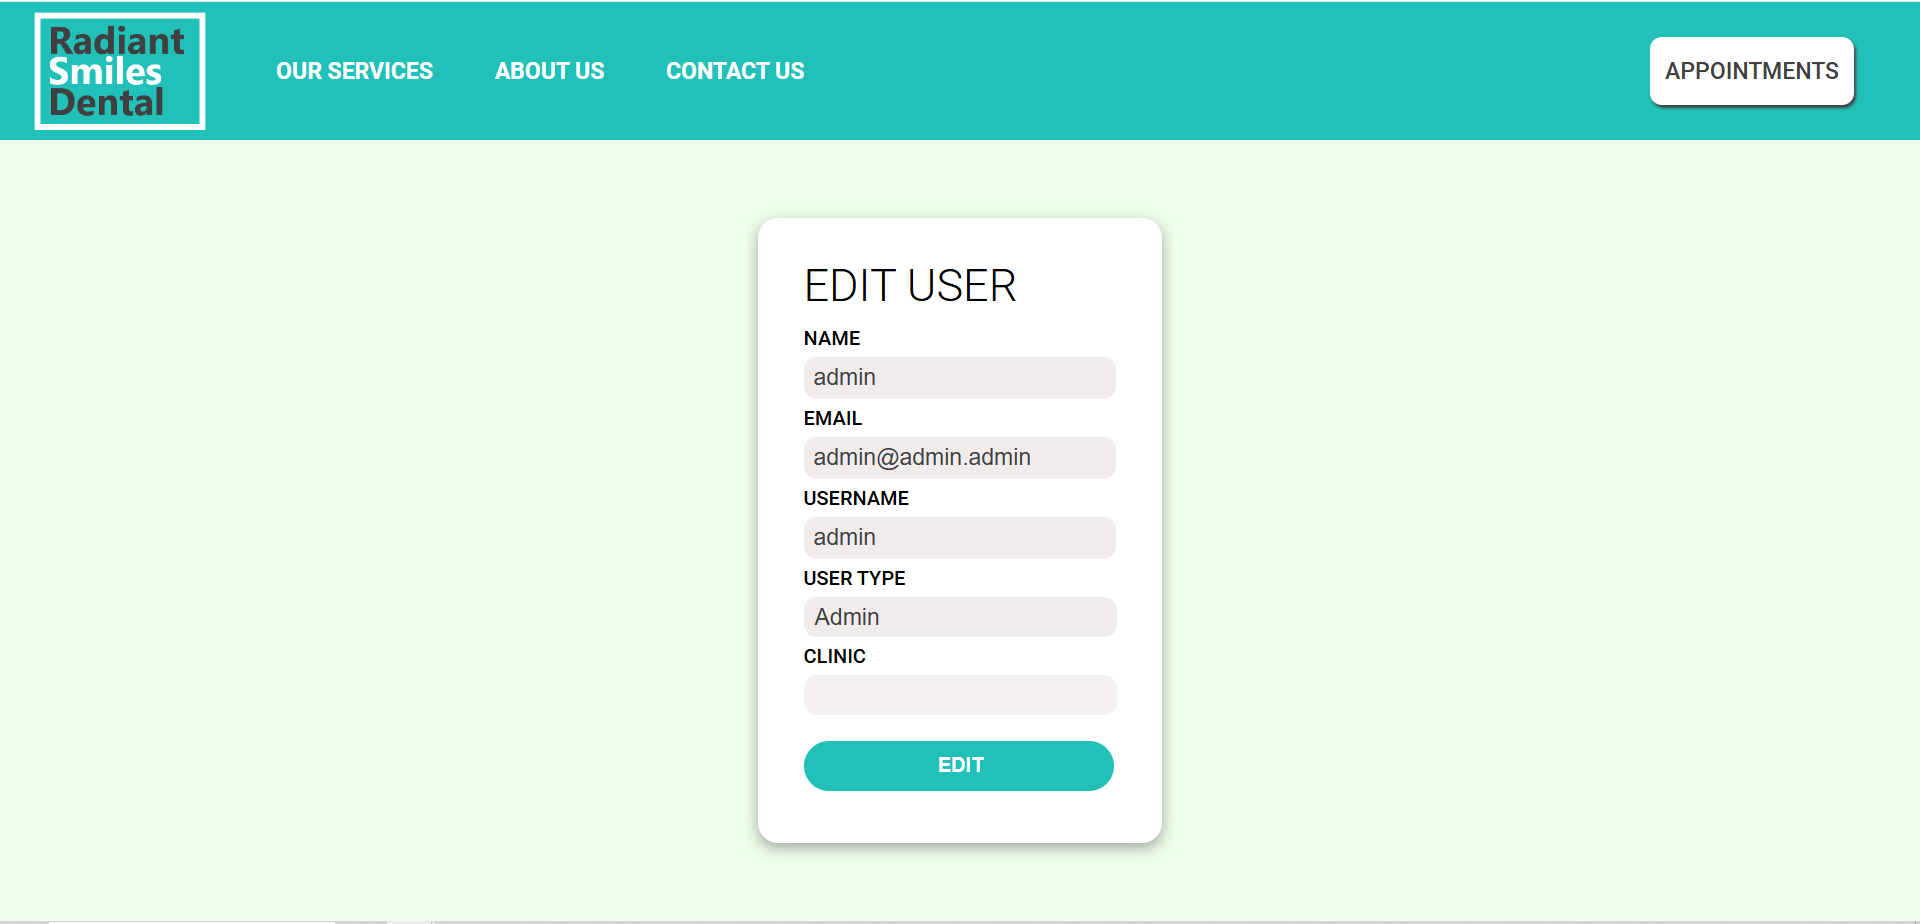 Radiant
Smiles
Dental
OUR SERVICES
ABOUT US
CONTACT US
APPOINTMENTS
EDIT USER
NAME
admin
EMAIL
admin@admin.admin
USERNAME
admin
USER TYPE
Admin
CLINIC
EDIT